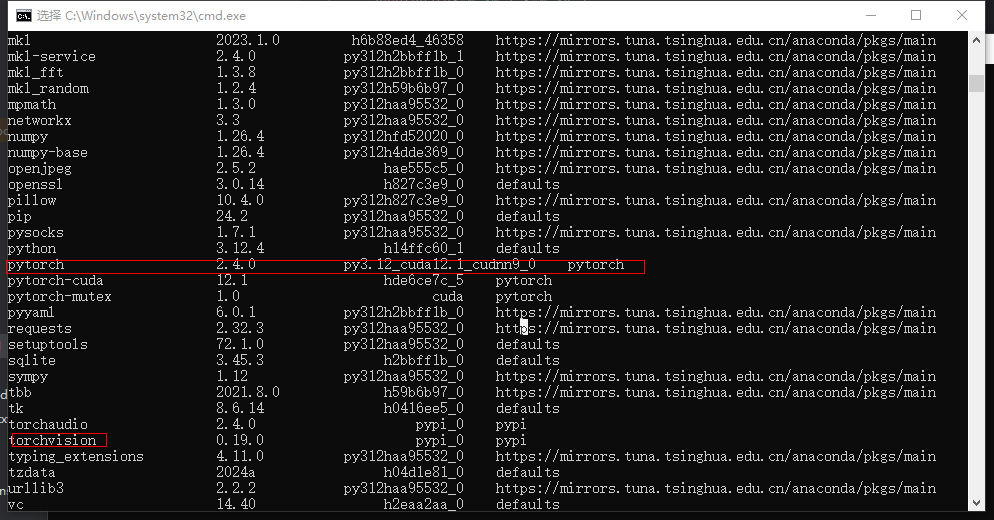 选择 C:\Windows\system32\cmd.exe
mkl 2023.1.0 h6b88ed4_46358 https://mirrors.tuna.tsinghua.edu.cn/anaconda/pkgs/main
mkl-service 2.4.0 py312h2bbff1b_1 https://mirrors.tuna.tsinghua.edu.cn/anaconda/pkgs/main
mkl_fft 1.3.8 py312h2bbff1b_0 https://mirrors.tuna.tsinghua.edu.cn/anaconda/pkgs/main
mkl_random 1.2.4 py312h59b6b97_0 https://mirrors.tuna.tsinghua.edu.cn/anaconda/pkgs/main
mpmath 1.3.0 py312haa95532_0 https://mirrors.tuna.tsinghua.edu.cn/anaconda/pkgs/main
networkx 3.3 py312haa95532_0 https://mirrors.tuna.tsinghua.edu.cn/anaconda/pkgs/main
numpy 1.26.4 py312hfd52020_0 https://mirrors.tuna.tsinghua.edu.cn/anaconda/pkgs/main
numpy-base 1.26.4 py312h4dde369_0 https://mirrors.tuna.tsinghua.edu.cn/anaconda/pkgs/main
openjpeg 2.5.2 hae555c5_0 https://mirrors.tuna.tsinghua.edu.cn/anaconda/pkgs/main
openssl 3.0.14 h827c3e9_0 defaults
pillow 10.4.0 py312h827c3e9_0 https://mirrors.tuna.tsinghua.edu.cn/anaconda/pkgs/main
pip 24.2 py312haa95532_0 defaults
pysocks 1.7.1 py312haa95532_0 https://mirrors.tuna.tsinghua.edu.cn/anaconda/pkgs/main
python 3.12.4 h14ffc60_1 defaults
pytorch 2.4.0 py3.12_cuda12.1_cudnn9_0 pytorch
pytorch-cuda 12.1 hde6ce7c_5 pytorch
pytorch-mutex 1.0 cuda pytorch
pyyaml 6.0.1 py312h2bbff1b_0 https://mirrors.tuna.tsinghua.edu.cn/anaconda/pkgs/main
requests 2.32.3 py312haa95532_0 https://mirrors.tuna.tsinghua.edu.cn/anaconda/pkgs/main
setuptools 72.1.0 py312haa95532_0 defaults
sqlite 3.45.3 h2bbff1b_0 defaults
sympy 1.12 py312haa95532_0 https://mirrors.tuna.tsinghua.edu.cn/anaconda/pkgs/main
tbb 2021.8.0 h59b6b97_0 https://mirrors.tuna.tsinghua.edu.cn/anaconda/pkgs/main
tk 8.6.14 h0416ee5_0 defaults
torchaudio 2.4.0 pypi_0 pypi
torchvision 0.19.0 pypi_0 pypi
typing_extensions 4.11.0 py312haa95532_0 https://mirrors.tuna.tsinghua.edu.cn/anaconda/pkgs/main
tzdata 2024a h04d1e81_0 defaults
urllib3 2.2.2 py312haa95532_0 https://mirrors.tuna.tsinghua.edu.cn/anaconda/pkgs/main
vc 14.40 h2eaa2aa_0 defaults